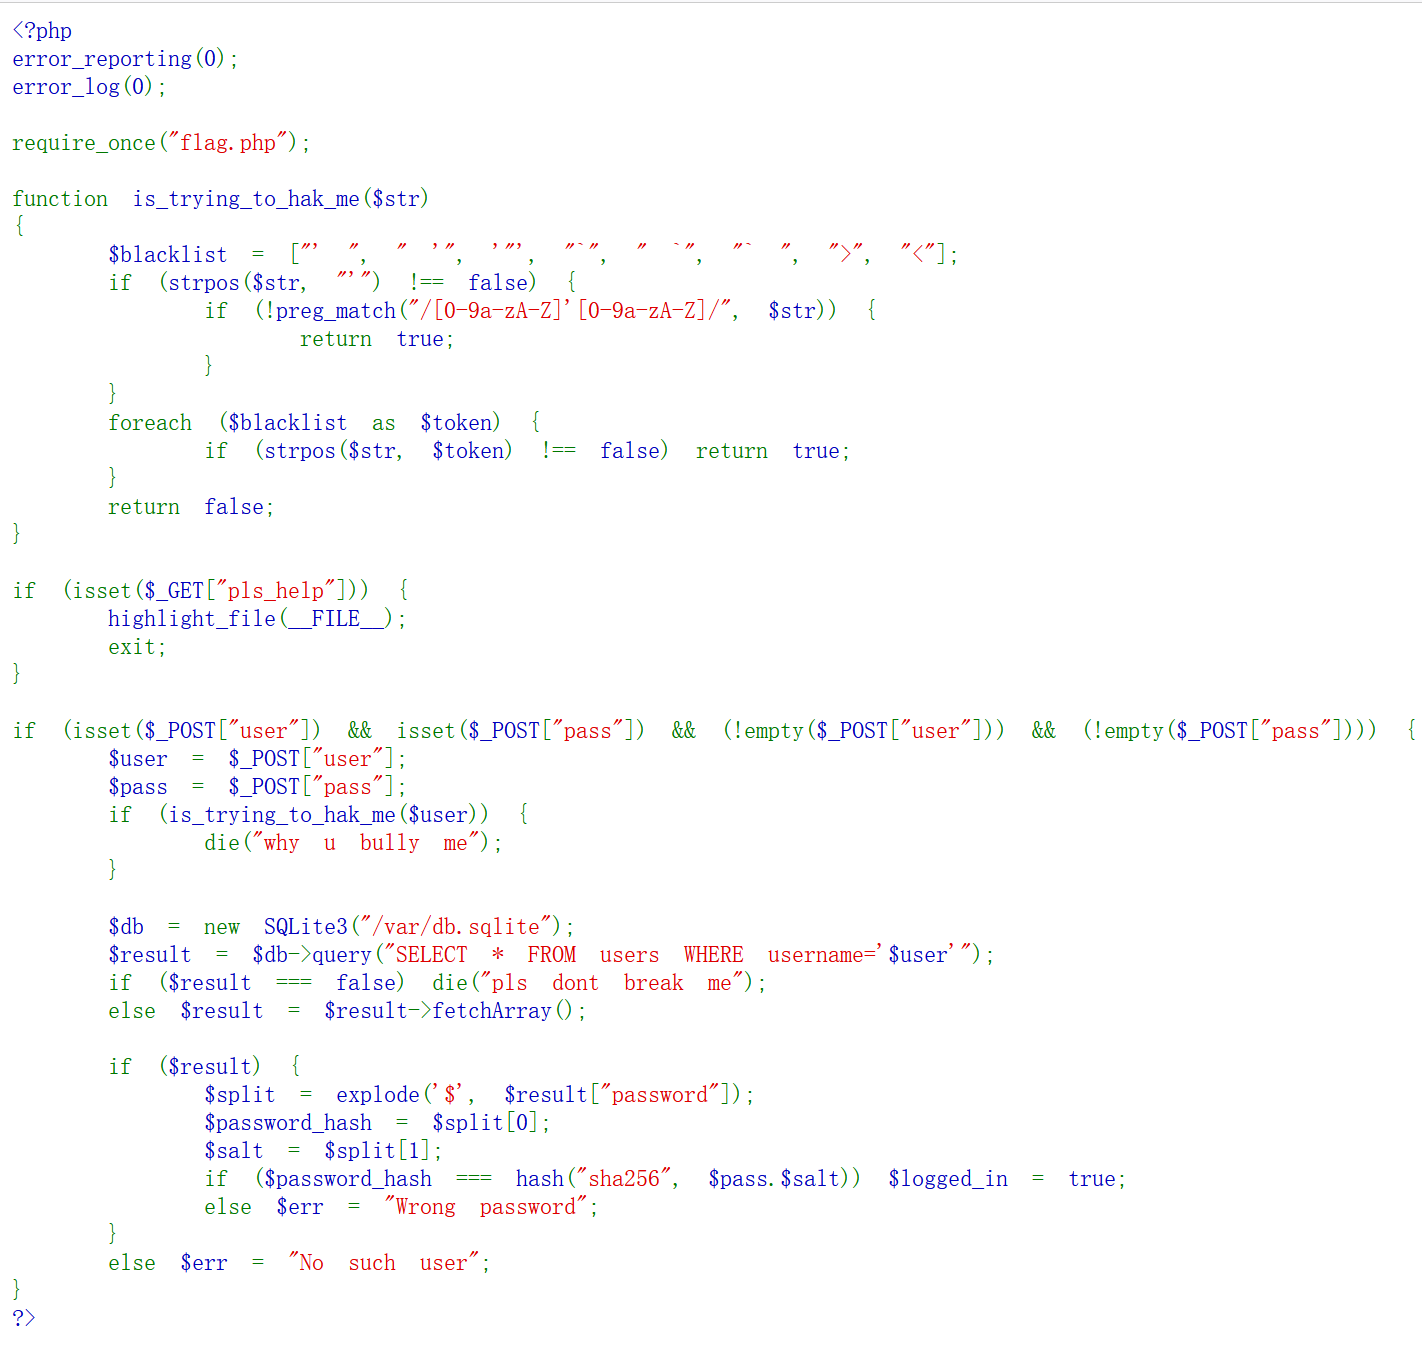 <?php
error_reporting(0);
error_log(0);
require_once("flag.php");
function is_trying_to_hak_me($str)
{
$blacklist = ["' ", " '", '"', "`", " `", "` ", ">", "<"];
if (strpos($str, "'") !== false) {
if (!preg_match("/[0-9a-zA-Z]'[0-9a-zA-Z]/", $str)) {
return true;
}
}
foreach ($blacklist as $token) {
if (strpos($str, $token) !== false) return true;
}
return false;
}
if (isset($_GET["pls_help"])) {
highlight_file(__FILE__);
exit;
}
if (isset($_POST["user"]) && isset($_POST["pass"]) && (!empty($_POST["user"])) && (!empty($_POST["pass"]))) {
$user = $_POST["user"];
$pass = $_POST["pass"];
if (is_trying_to_hak_me($user)) {
die("why u bully me");
}
$db = new SQLite3("/var/db.sqlite");
$result = $db->query("SELECT * FROM users WHERE username='$user'");
if ($result === false) die("pls dont break me");
else $result = $result->fetchArray();
if ($result) {
$split = explode('$', $result["password"]);
$password_hash = $split[0];
$salt = $split[1];
if ($password_hash === hash("sha256", $pass.$salt)) $logged_in = true;
else $err = "Wrong password";
}
else $err = "No such user";
}
?>